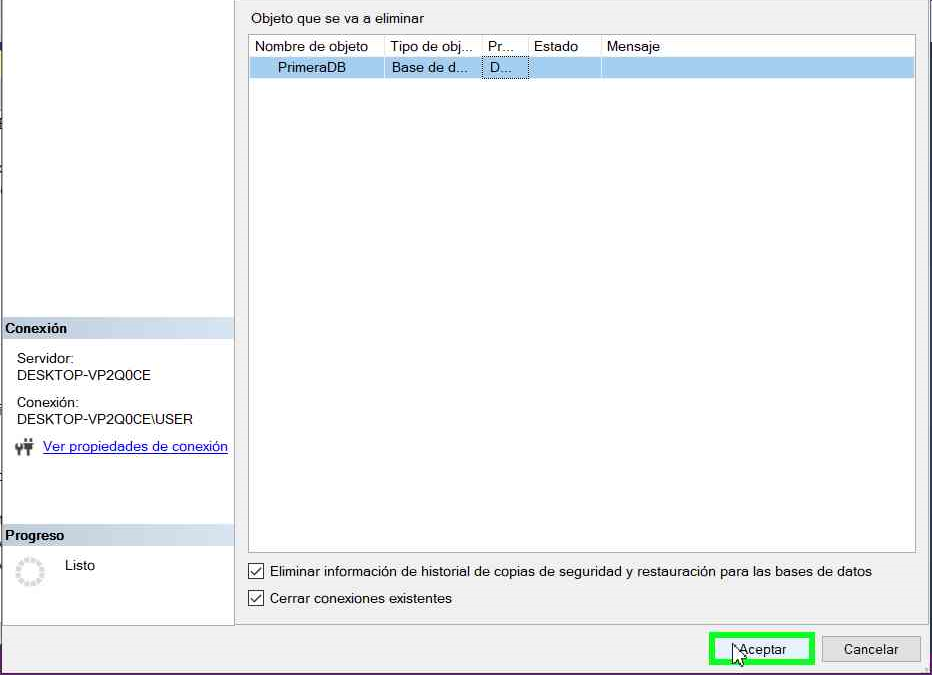 Objeto que se va a eliminar
Nombre de objeto Tipo de obj... Pr... Estado Mensaje
PrimeraDB Base de d... D...
Conexión
Servidor:
DESKTOP-VP2Q0CE
Conexión:
DESKTOP-VP2Q0CE\USER
Ver propiedades de conexión
Progreso
Listo
Eliminar información de historial de copias de seguridad y restauración para las bases de datos
Cerrar conexiones existentes
Aceptar Cancelar